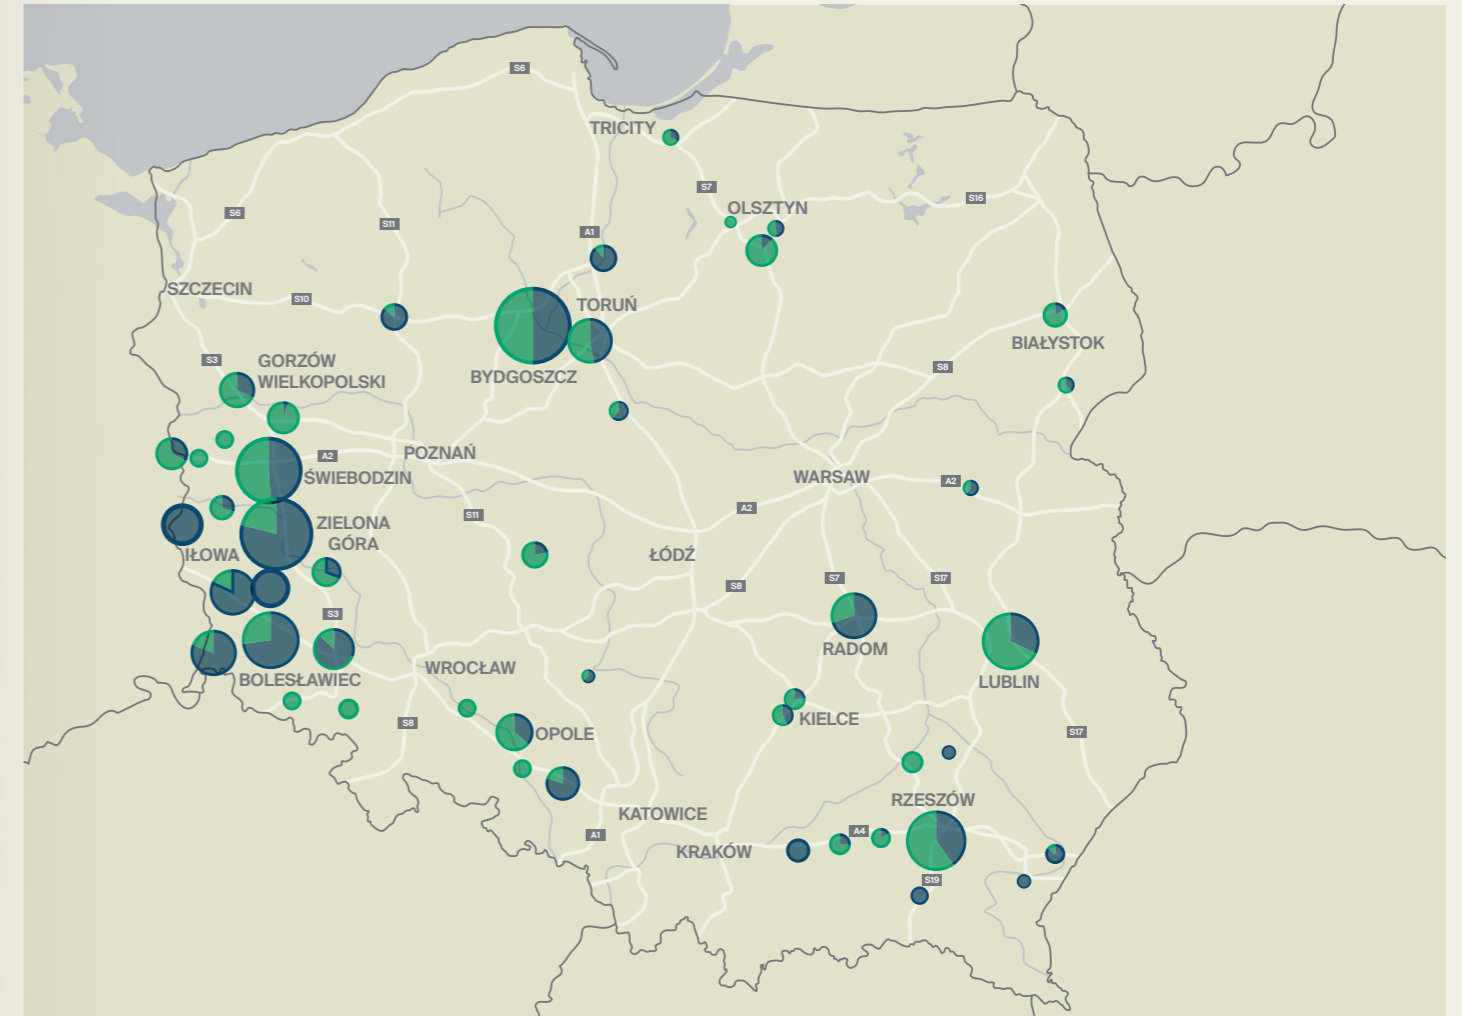 S6
TRICITY
S7
S16
OLSZTYN
S6
S11
A1
SZCZECIN
S10
TORUŃ
BIAŁYSTOK
S3
GORZÓW
WIELKOPOLSKI
S8
BYDGOSZCZ
POZNAŃ
A2
ŚWIEBODZIN
WARSAW
A2
A2
S11
ZIELONA
GÓRA
IŁOWA
ŁÓDŹ
S8
S7
S17
S3
RADOM
WROCŁAW
BOLESŁAWIEC
LUBLIN
KIELCE
S8
OPOLE
S17
RZESZÓW
KATOWICE
A1
A4
KRAKÓW
S19